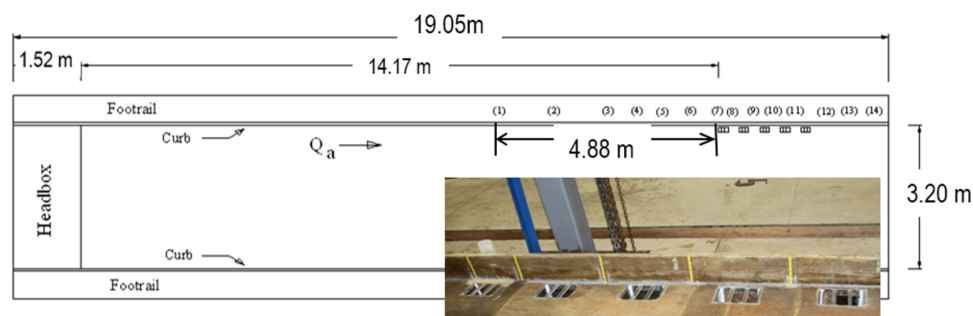 19.05m
1.52 m
14.17 m
Footrail
(1) (2) (3) (4) (5) (6) (7) (8) (9) (10) (11) (12) (13) (14)
Curb
Qa
4.88 m
Headbox
3.20 m
Curb
Footrail